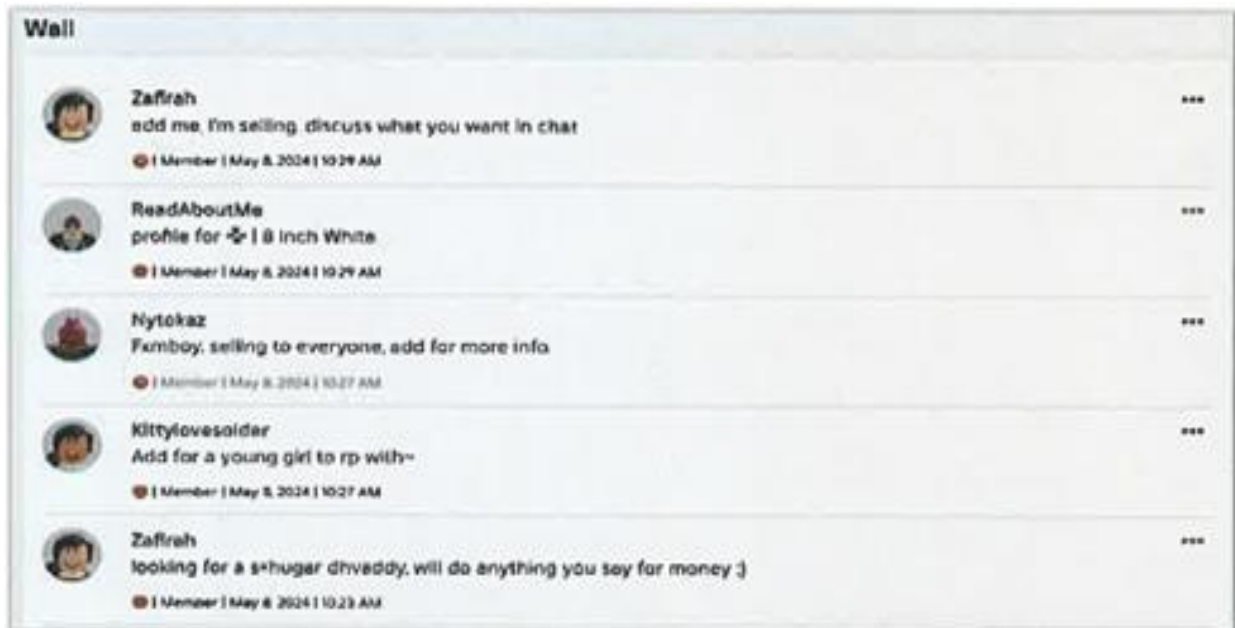 Wall
Zafirah
add me, I'm selling. discuss what you want in chat
| Member | May 8, 2024 | 10:29 AM
ReadAboutMe
profile for | 8 Inch White
| Member | May 8, 2024 | 10:29 AM
Nytokaz
Fxmboy, selling to everyone, add for more info.
| Member | May 8, 2024 | 10:27 AM
Kittylovesolder
Add for a young girl to rp with~
| Member | May 8, 2024 | 10:27 AM
Zafirah
looking for a s+hugar dhvaddy, will do anything you say for money :)
| Member | May 8, 2024 | 10:23 AM